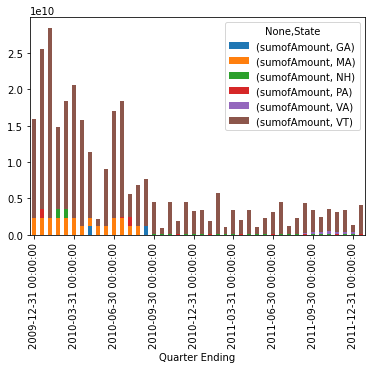 1e10
None,State
(sumofAmount, GA)
(sumofAmount, MA)
(sumofAmount, NH)
(sumofAmount, PA)
(sumofAmount, VA)
(sumofAmount, VT)
2.5
2.0
1.5
1.0
0.5
0.0
2009-12-31 00:00:00
2010-03-31 00:00:00
2010-06-30 00:00:00
2010-09-30 00:00:00
2010-12-31 00:00:00
2011-03-31 00:00:00
2011-06-30 00:00:00
2011-09-30 00:00:00
2011-12-31 00:00:00
Quarter Ending